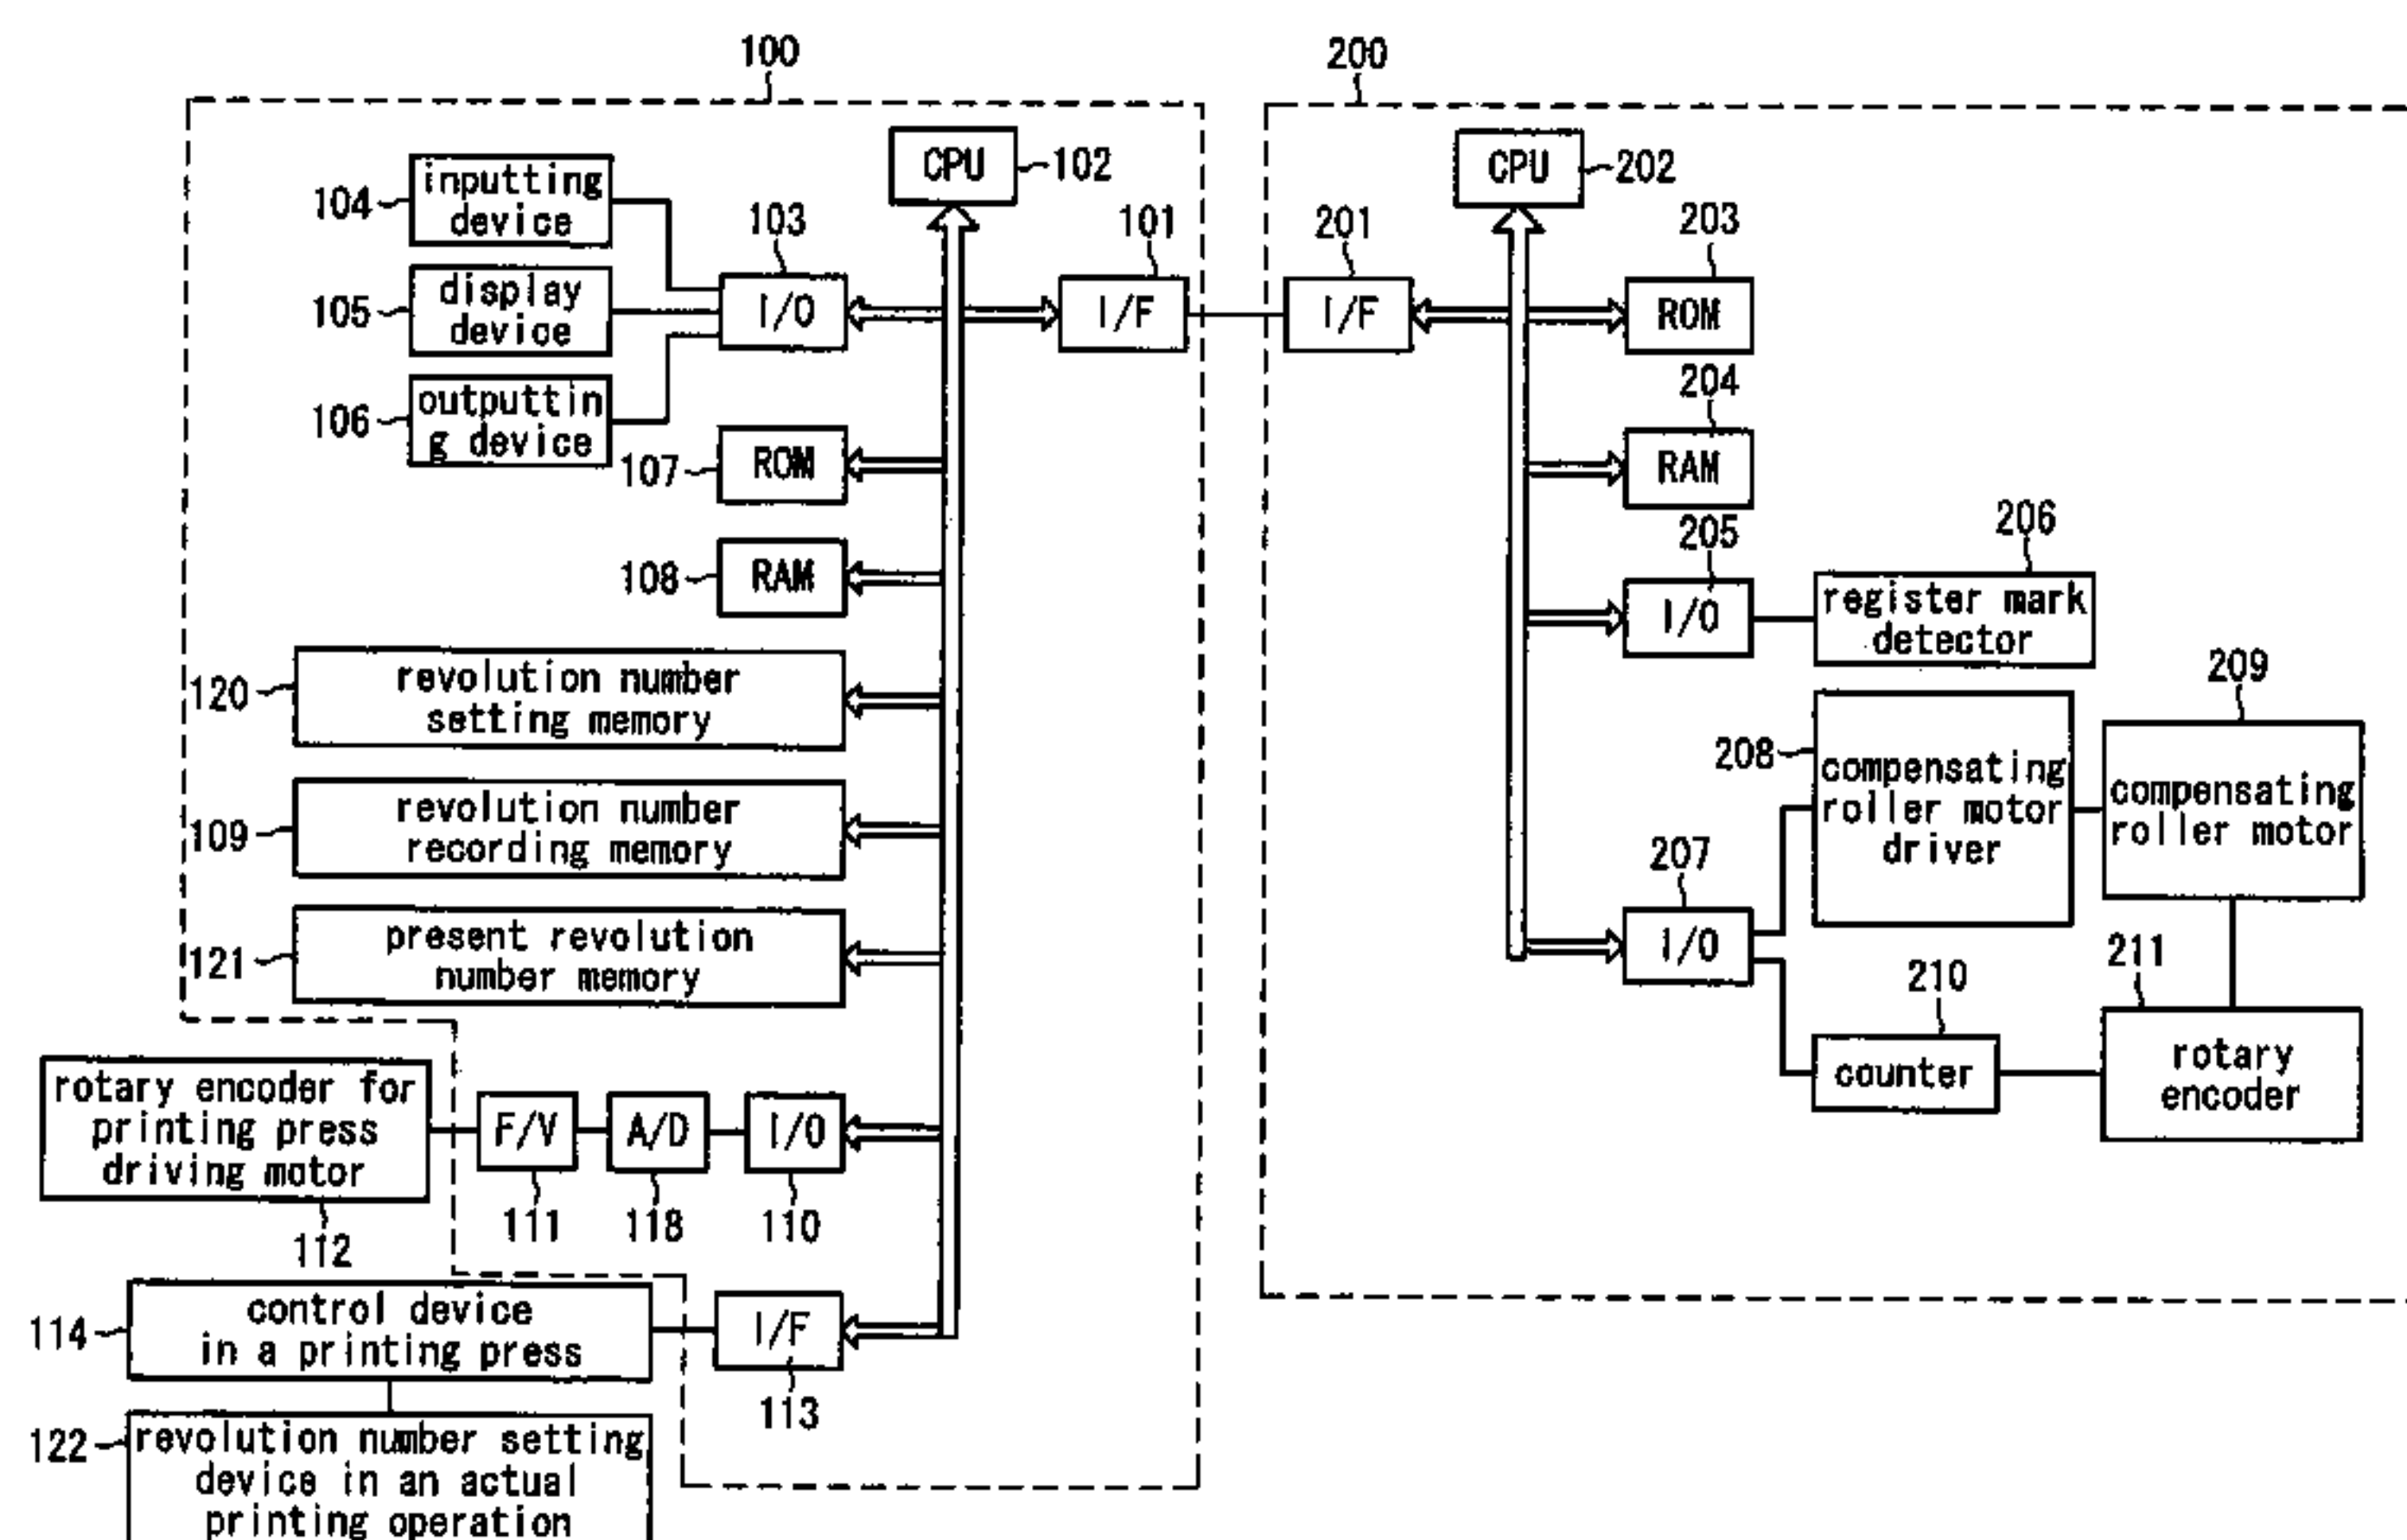 100
200
CPU
102
CPU
202
104
inputting
device
103
101
201
203
105
display
device
I/O
I/F
I/F
ROM
204
106
outputtin
g device
107
ROM
RAM
108
RAM
205
I/O
206
register mark
detector
120
revolution number
setting memory
209
208
compensating
roller motor
driver
compensating
roller motor
109
revolution number
recording memory
207
I/O
121
present revolution
number memory
210
counter
211
rotary
encoder
rotary encoder for
printing press
driving motor
112
F/V
A/D
I/O
111
118
110
114
control device
in a printing press
I/F
113
122
revolution number setting
device in an actual
printing operation